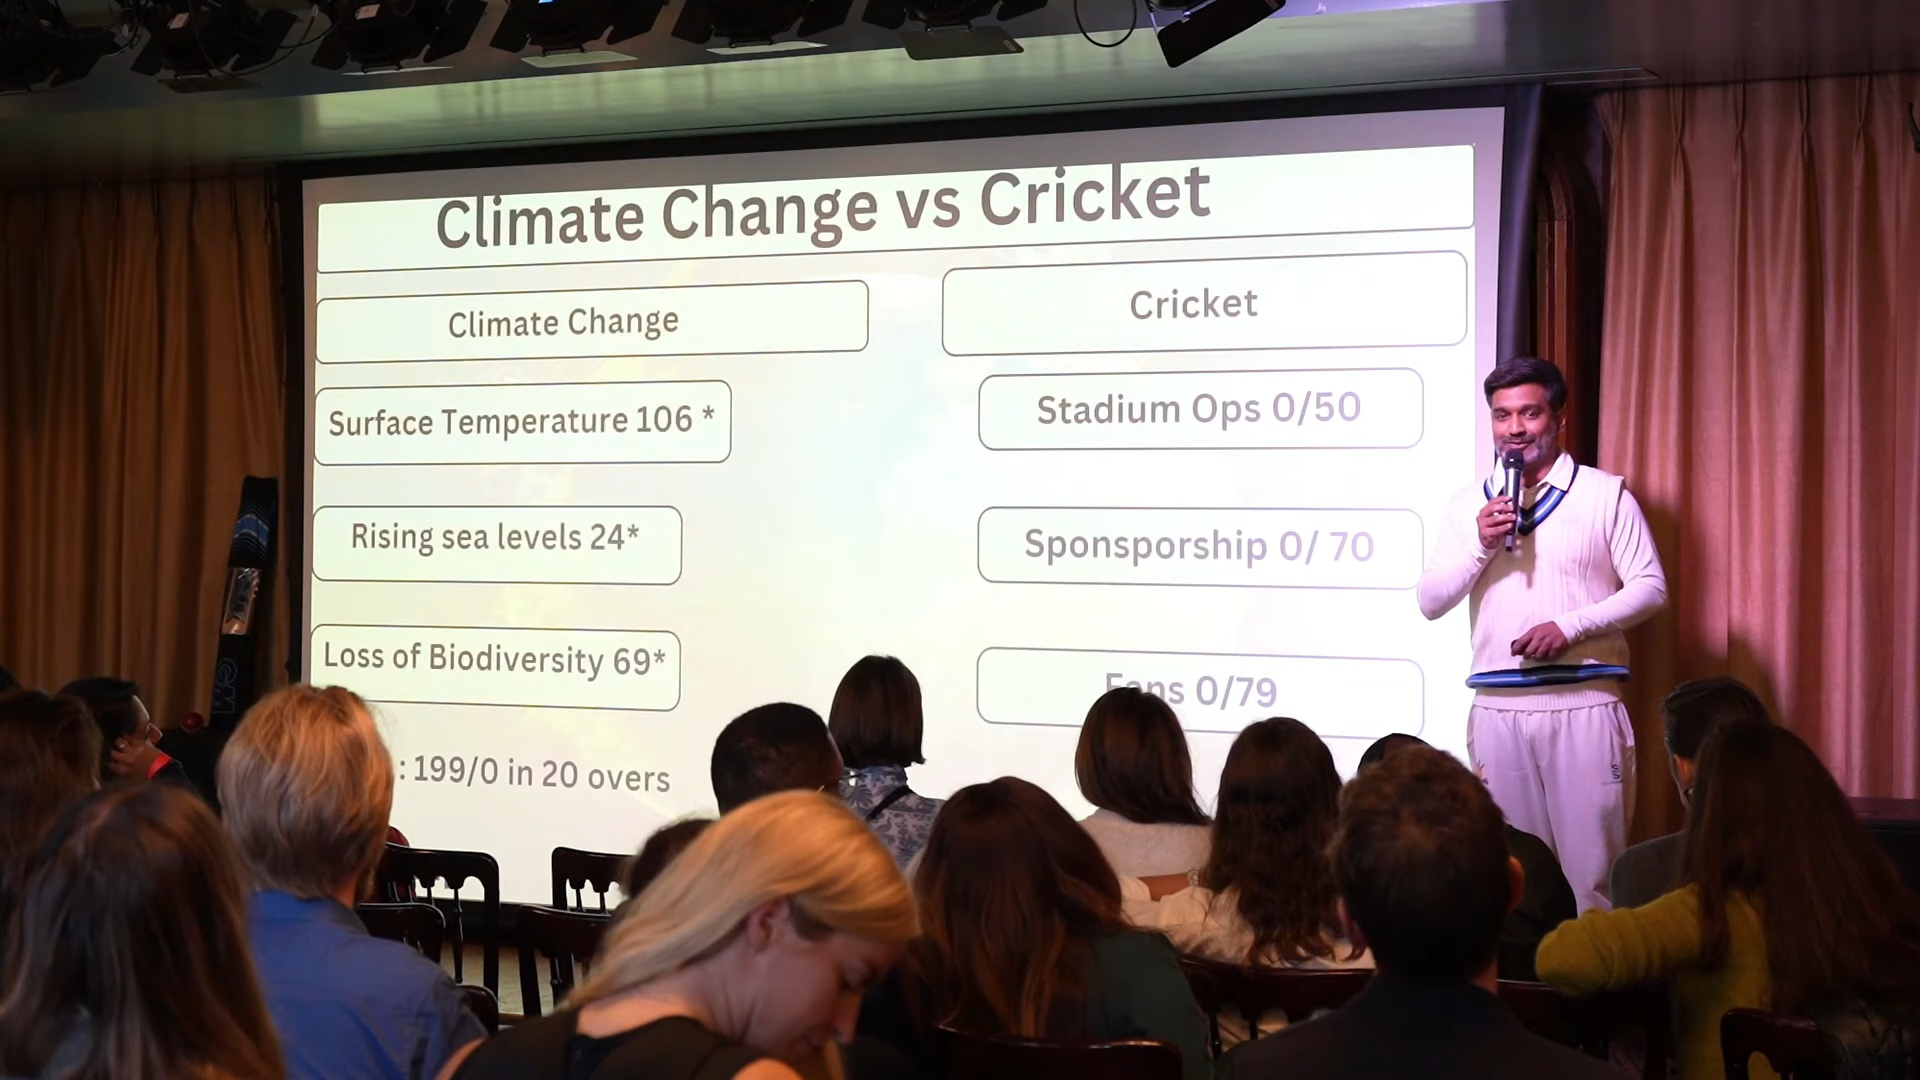 Climate Change vs Cricket
Climate Change
Cricket
Surface Temperature 106 *
Stadium Ops 0/50
Rising sea levels 24*
Sponsporship 0/ 70
Loss of Biodiversity 69*
Fans 0/79
: 199/0 in 20 overs